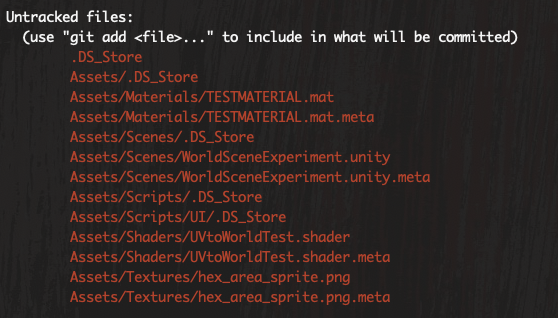 Untracked files:
(use "git add <file>..." to include in what will be committed)
.DS_Store
Assets/.DS_Store
Assets/Materials/TESTMATERIAL.mat
Assets/Materials/TESTMATERIAL.mat.meta
Assets/Scenes/.DS_Store
Assets/Scenes/WorldSceneExperiment.unity
Assets/Scenes/WorldSceneExperiment.unity.meta
Assets/Scripts/.DS_Store
Assets/Scripts/UI/.DS_Store
Assets/Shaders/UVtoWorldTest.shader
Assets/Shaders/UVtoWorldTest.shader.meta
Assets/Textures/hex_area_sprite.png
Assets/Textures/hex_area_sprite.png.meta